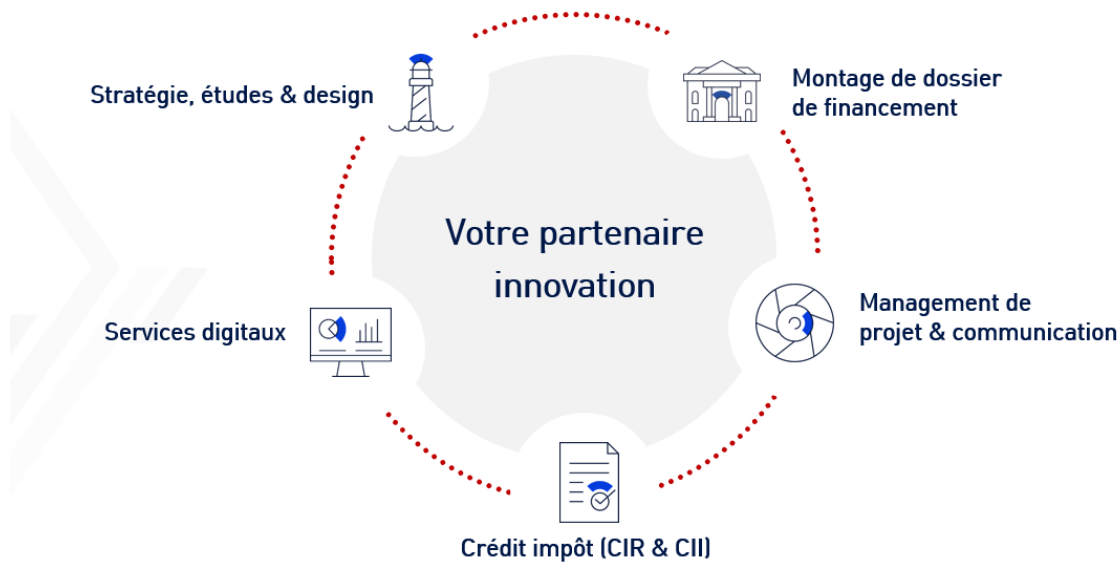 Stratégie, études & design
Montage de dossier
de financement
Votre partenaire
innovation
Services digitaux
Management de
projet & communication
Crédit impôt (CIR & CII)